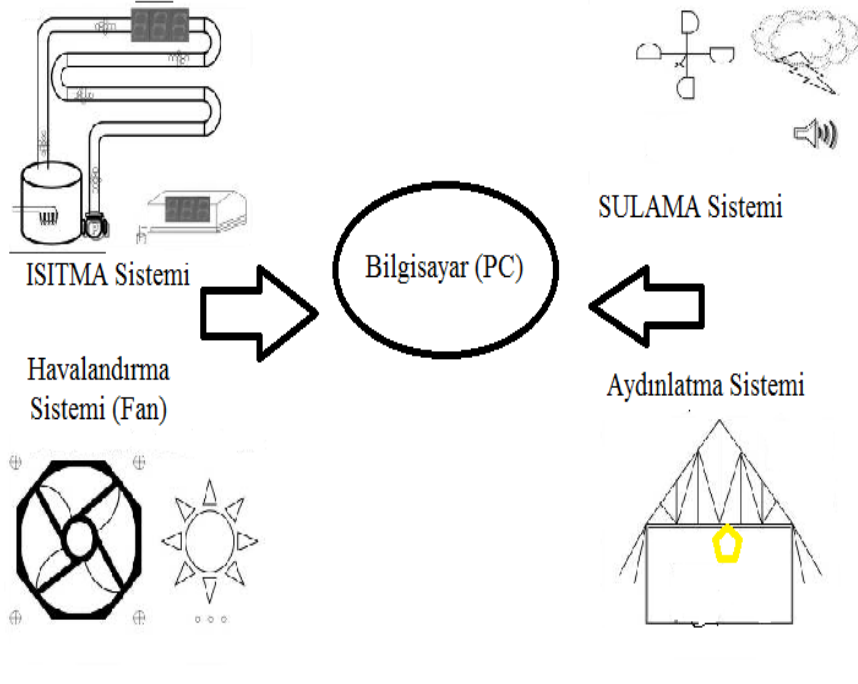 ISITMA Sistemi
Havalandırma
Sistemi (Fan)
Bilgisayar (PC)
SULAMA Sistemi
Aydınlatma Sistemi